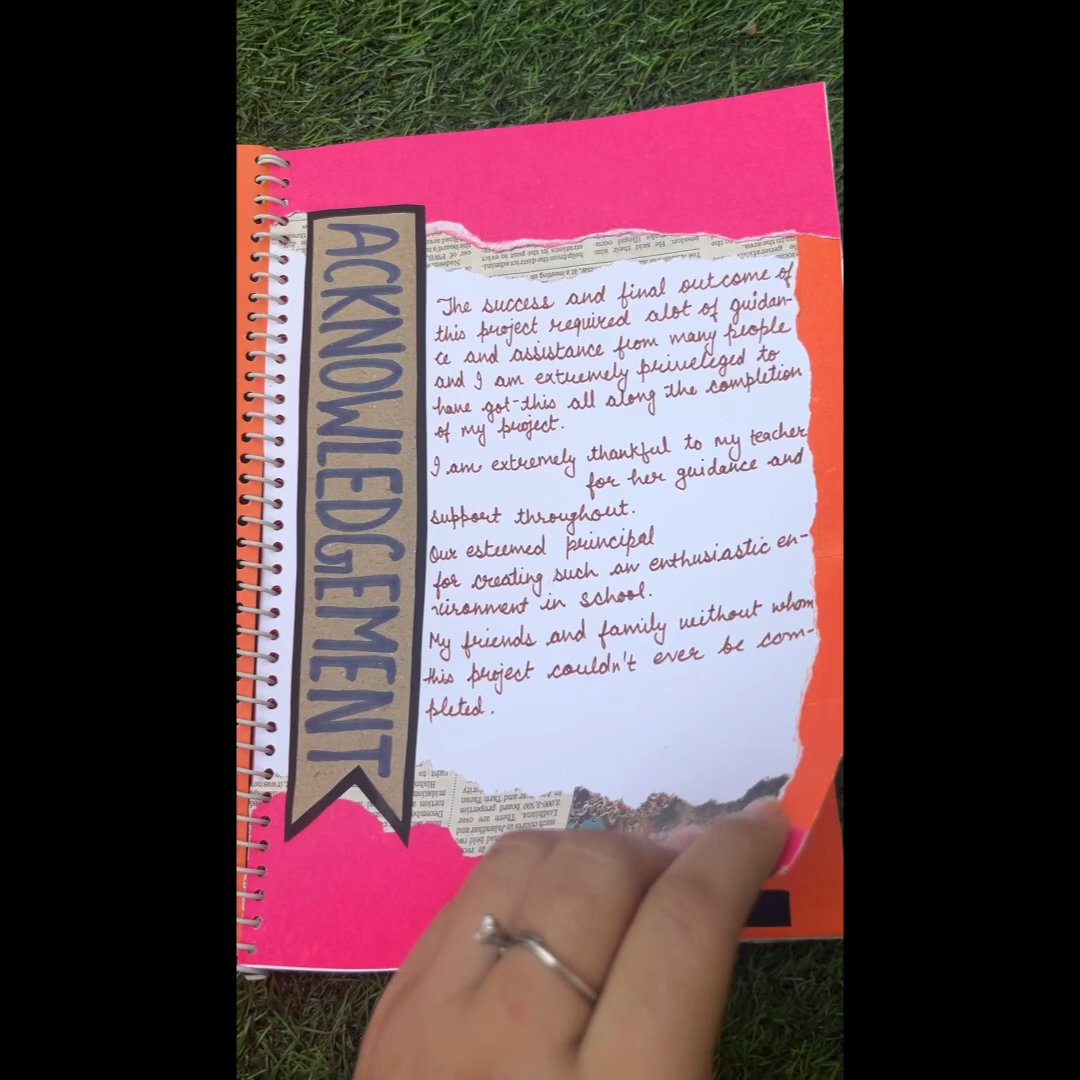 ACKNOWLEDGEMENT
The success and final outcome of
this project required alot of guidan-
ce and assistance from many people
and I am extremely priveleged to
have got this all along the completion
of my project.
I am extremely thankful to my teacher
for her guidance and
support throughout.
Our esteemed principal
for creating such an enthusiastic en-
vironment in school.
My friends and family without whom
this project couldn't ever be com-
pleted.